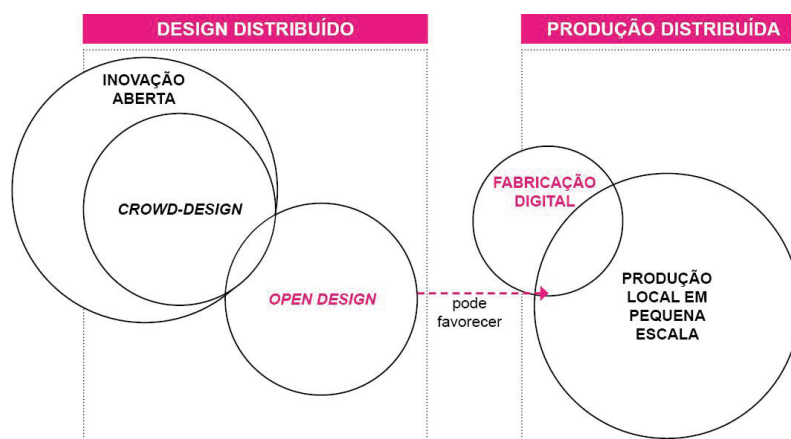 DESIGN DISTRIBUÍDO
INOVAÇÃO
ABERTA
CROWD-DESIGN
OPEN DESIGN
pode
favorecer
PRODUÇÃO DISTRIBUÍDA
FABRICAÇÃO
DIGITAL
PRODUÇÃO
LOCAL EM
PEQUENA
ESCALA